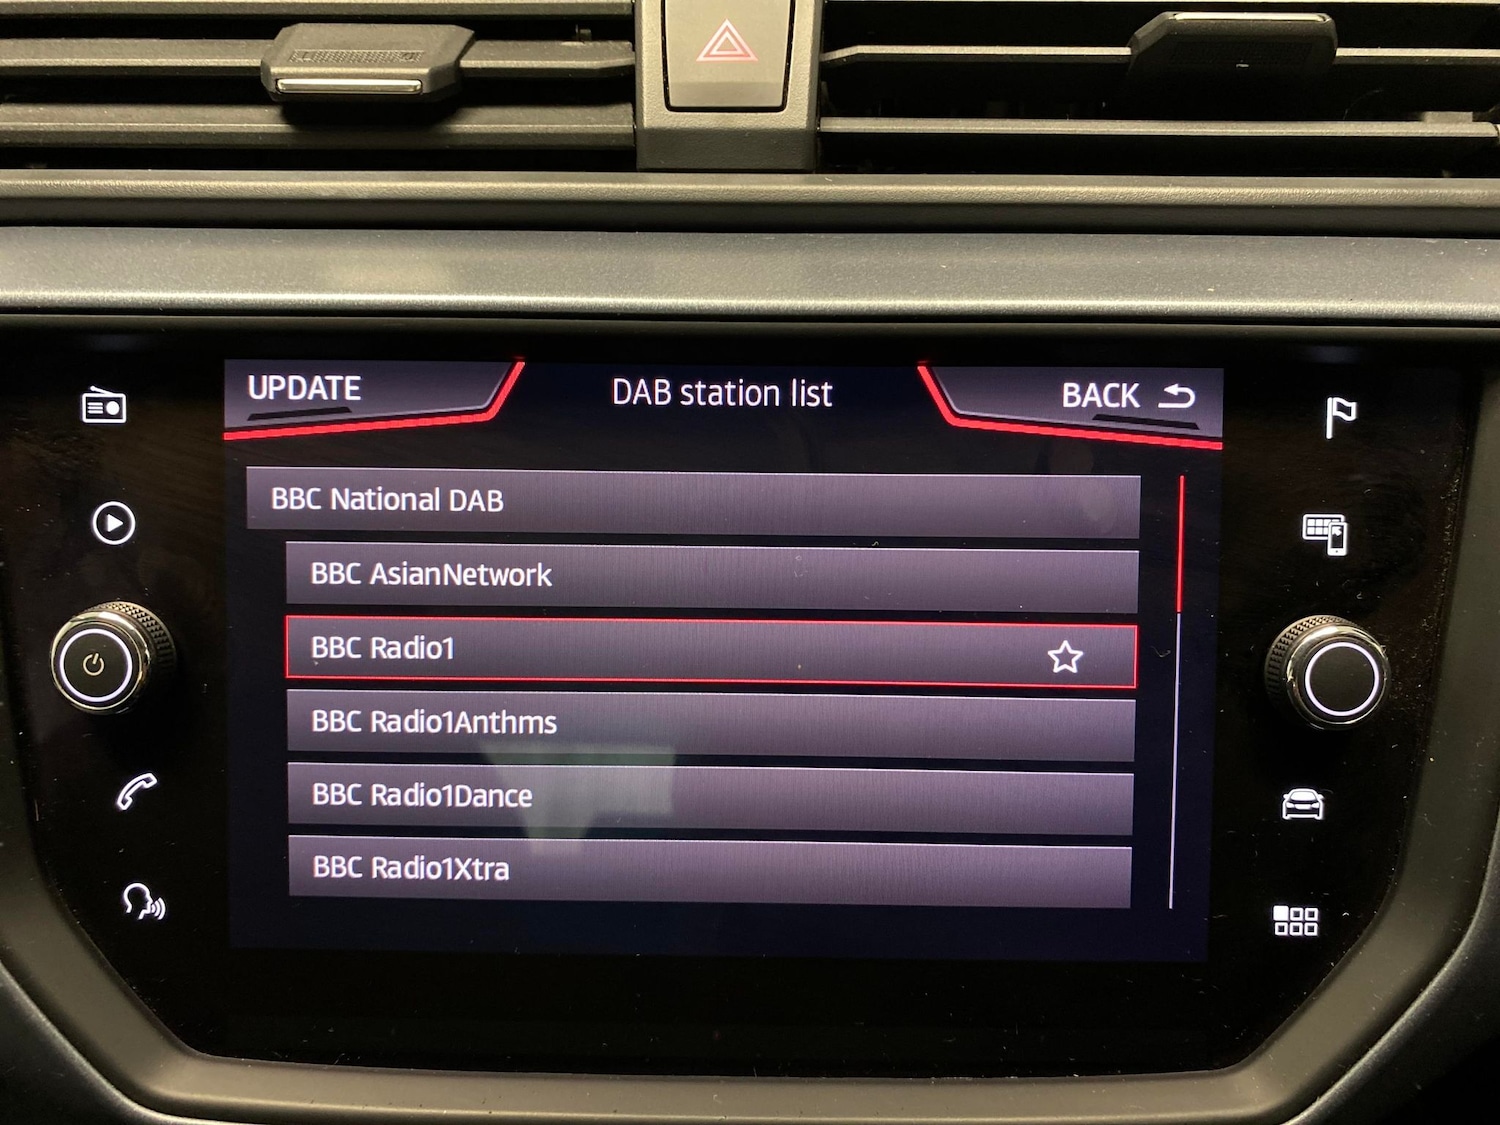 UPDATE
DAB station list
BACK
BBC National DAB
BBC AsianNetwork
BBC Radio1
BBC Radio1Anthms
BBC Radio1Dance
BBC Radio1Xtra